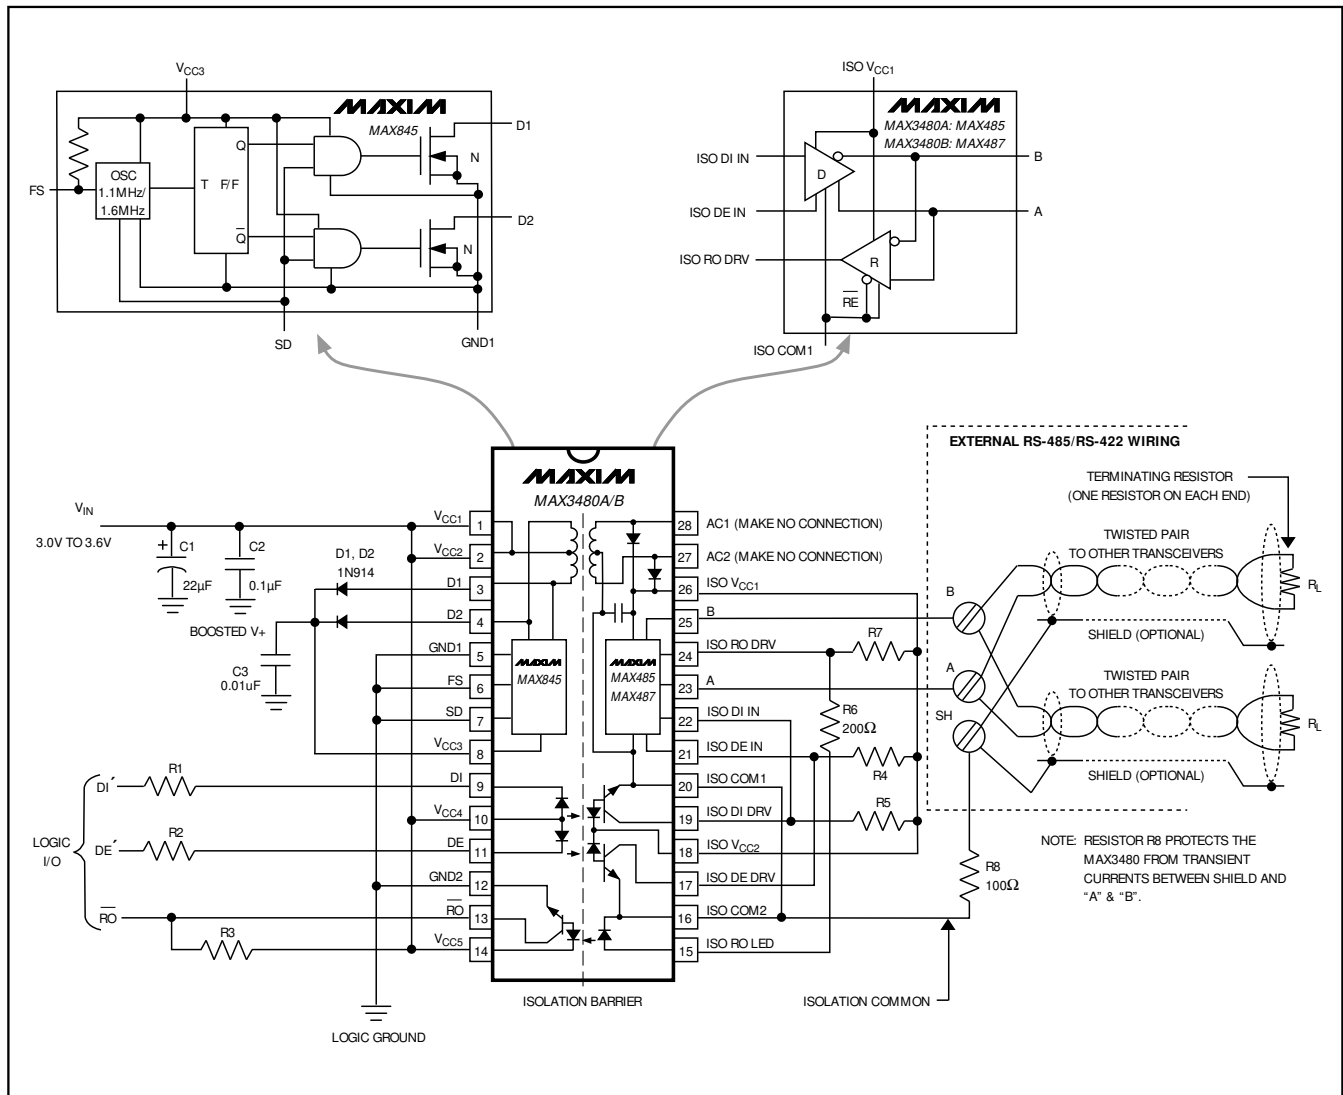 VCC3
MAXIM
MAX845
D1
Q
N
OSC
1.1MHz/
1.6MHz
T F/F
FS
D2
Q
N
SD
GND1
ISO VCC1
MAXIM
MAX3480A: MAX485
MAX3480B: MAX487
ISO DI IN
B
D
ISO DE IN
A
ISO RO DRV
R
RE
ISO COM1
MAXIM
MAX3480A/B
VIN
3.0V TO 3.6V
C1
+
22µF
C2
0.1µF
D1, D2
1N914
BOOSTED V+
C3
0.01uF
VCC1
1
VCC2
2
D1
3
D2
4
GND1
5
FS
6
SD
7
VCC3
8
DI
9
VCC4
10
DE
11
GND2
12
RO
13
VCC5
14
MAXIM
MAX845
MAXIM
MAX485
MAX487
28 AC1 (MAKE NO CONNECTION)
27 AC2 (MAKE NO CONNECTION)
26 ISO VCC1
25 B
24 ISO RO DRV
23 A
22 ISO DI IN
21 ISO DE IN
20 ISO COM1
19 ISO DI DRV
18 ISO VCC2
17 ISO DE DRV
16 ISO COM2
15 ISO RO LED
R7
R6
200Ω
R4
R5
LOGIC
I/O
DI´
R1
DE´
R2
RO
R3
LOGIC GROUND
ISOLATION BARRIER
ISOLATION COMMON
EXTERNAL RS-485/RS-422 WIRING
TERMINATING RESISTOR
(ONE RESISTOR ON EACH END)
TWISTED PAIR
TO OTHER TRANSCEIVERS
RL
B
SHIELD (OPTIONAL)
A
TWISTED PAIR
TO OTHER TRANSCEIVERS
SH
RL
SHIELD (OPTIONAL)
R8
100Ω
NOTE: RESISTOR R8 PROTECTS THE
MAX3480 FROM TRANSIENT
CURRENTS BETWEEN SHIELD AND
“A” & “B”.